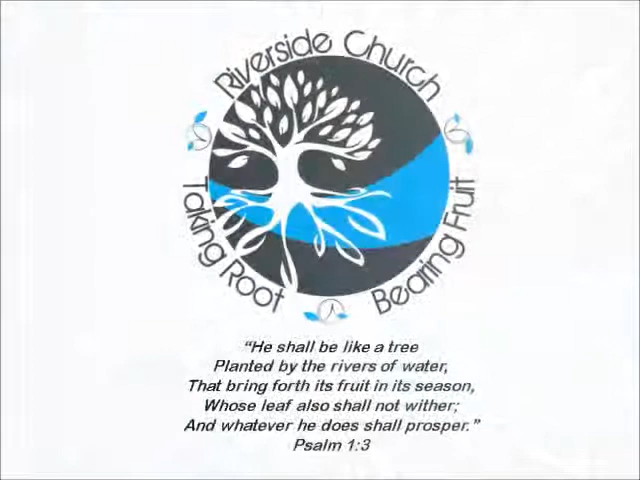 Riverside Church
Taking Root
Bearing Fruit
“He shall be like a tree
Planted by the rivers of water,
That bring forth its fruit in its season,
Whose leaf also shall not wither;
And whatever he does shall prosper.”
Psalm 1:3